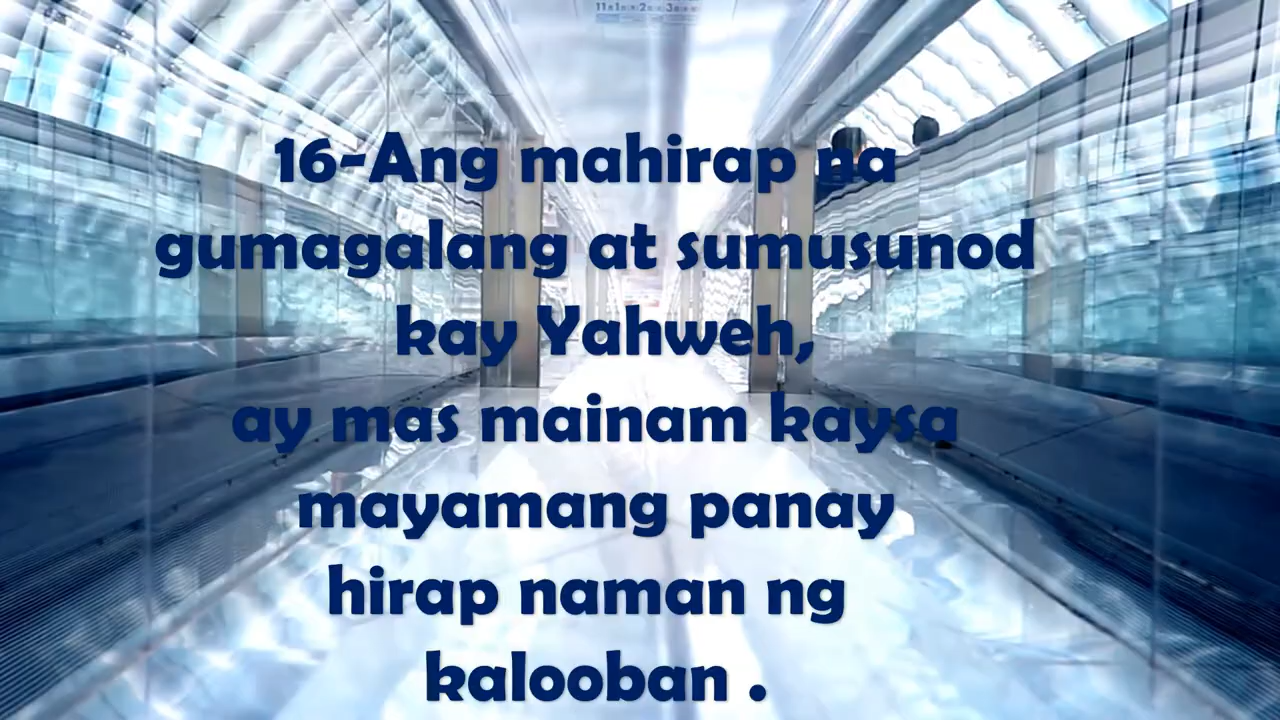 16-Ang mahirap na
gumagalang at sumusunod
kay Yahweh,
ay mas mainam kaysa
mayamang panay
hirap naman ng
kalooban .